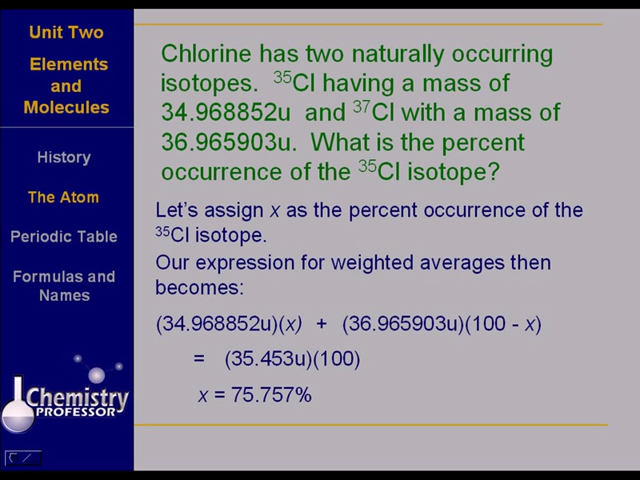 Unit Two
Elements
and
Molecules
History
The Atom
Periodic Table
Formulas and
Names
Chemistry
PROFESSOR
Chlorine has two naturally occurring
isotopes. ³⁵Cl having a mass of
34.968852u and ³⁷Cl with a mass of
36.965903u. What is the percent
occurrence of the ³⁵Cl isotope?
Let's assign x as the percent occurrence of the
³⁵Cl isotope.
Our expression for weighted averages then
becomes:
(34.968852u)(x) + (36.965903u)(100 - x)
= (35.453u)(100)
x = 75.757%